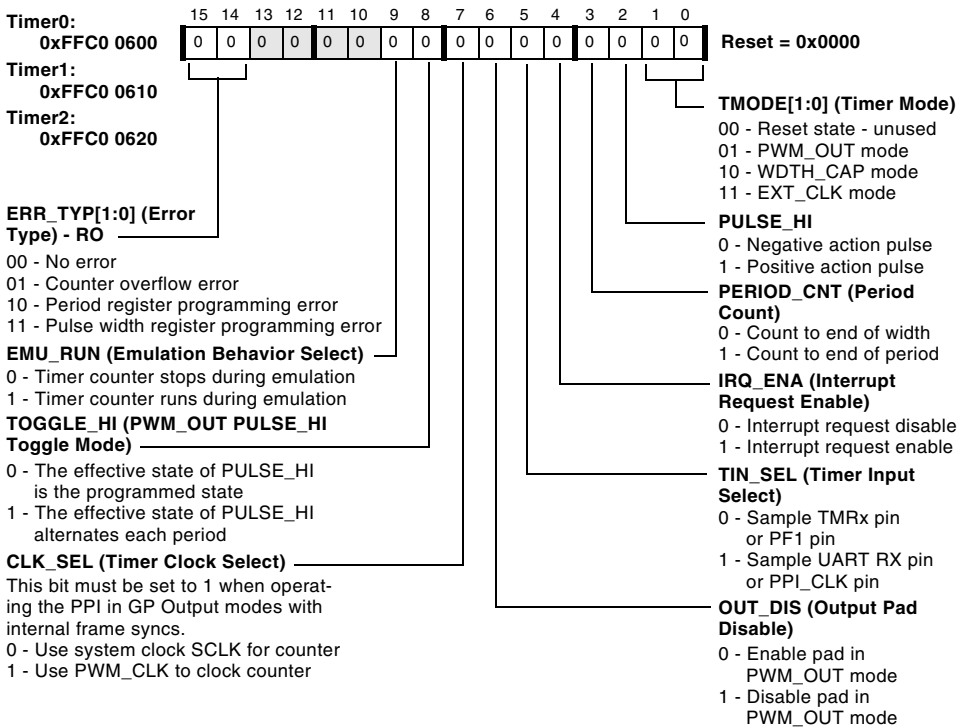 Timer0:
0xFFC0 0600
Timer1:
0xFFC0 0610
Timer2:
0xFFC0 0620
15 14 13 12 11 10 9 8 7 6 5 4 3 2 1 0
0 0 0 0 0 0 0 0 0 0 0 0 0 0 0 0
Reset = 0x0000
ERR_TYP[1:0] (Error
Type) - RO
00 - No error
01 - Counter overflow error
10 - Period register programming error
11 - Pulse width register programming error
EMU_RUN (Emulation Behavior Select)
0 - Timer counter stops during emulation
1 - Timer counter runs during emulation
TOGGLE_HI (PWM_OUT PULSE_HI
Toggle Mode)
0 - The effective state of PULSE_HI
is the programmed state
1 - The effective state of PULSE_HI
alternates each period
CLK_SEL (Timer Clock Select)
This bit must be set to 1 when operat-
ing the PPI in GP Output modes with
internal frame syncs.
0 - Use system clock SCLK for counter
1 - Use PWM_CLK to clock counter
TMODE[1:0] (Timer Mode)
00 - Reset state - unused
01 - PWM_OUT mode
10 - WDTH_CAP mode
11 - EXT_CLK mode
PULSE_HI
0 - Negative action pulse
1 - Positive action pulse
PERIOD_CNT (Period
Count)
0 - Count to end of width
1 - Count to end of period
IRQ_ENA (Interrupt
Request Enable)
0 - Interrupt request disable
1 - Interrupt request enable
TIN_SEL (Timer Input
Select)
0 - Sample TMRx pin
or PF1 pin
1 - Sample UART RX pin
or PPI_CLK pin
OUT_DIS (Output Pad
Disable)
0 - Enable pad in
PWM_OUT mode
1 - Disable pad in
PWM_OUT mode